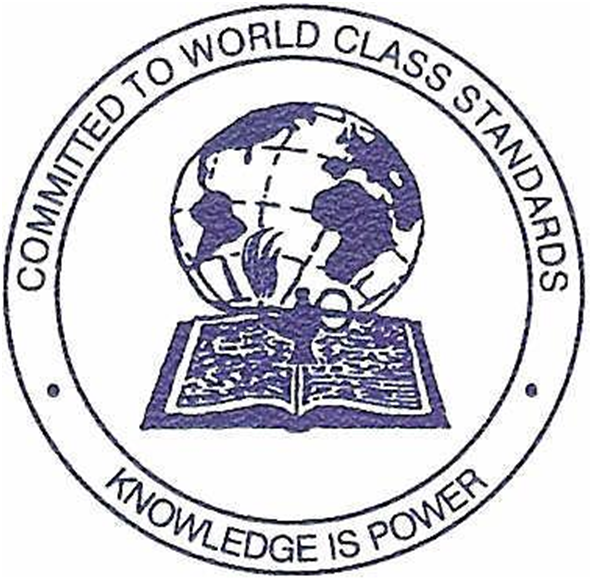 COMMITTED TO WORLD CLASS STANDARDS
KNOWLEDGE IS POWER